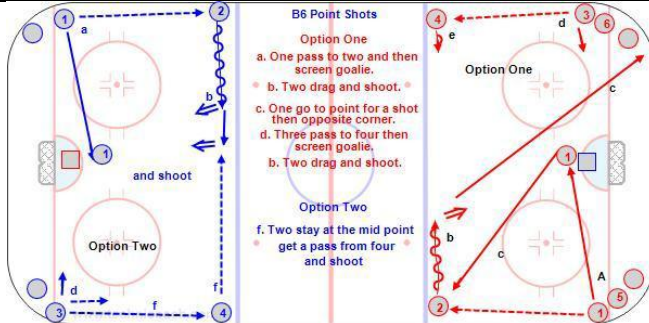 B6 Point Shots
Option One
a. One pass to two and then
screen goalie.
b. Two drag and shoot.
c. One go to point for a shot
then opposite corner.
d. Three pass to four then
screen goalie.
b. Two drag and shoot.
Option Two
f. Two stay at the mid point
get a pass from four
and shoot
1
2
a
b
1
and shoot
Option Two
d
f
f
3
4
4
3
6
d
e
Option One
c
1
b
c
A
2
5
1